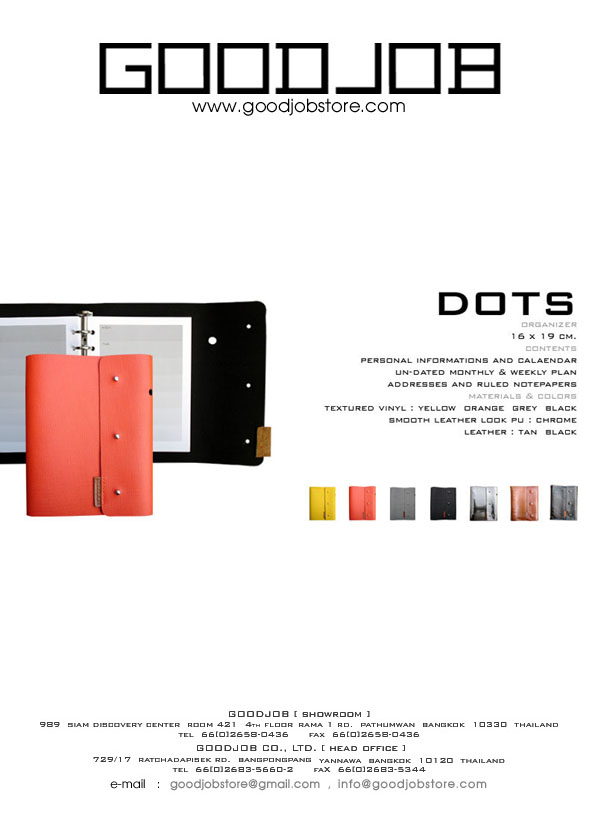 GOODJOB
www.goodjobstore.com
DOTS
ORGANIZER
16 X 19 CM.
CONTENTS
PERSONAL INFORMATIONS AND CALAENDAR
UN-DATED MONTHLY & WEEKLY PLAN
ADDRESSES AND RULED NOTEPAPERS
MATERIALS & COLORS
TEXTURED VINYL : YELLOW ORANGE GREY BLACK
SMOOTH LEATHER LOOK PU : CHROME
LEATHER : TAN BLACK
GOODJOB [ SHOWROOM ]
989 SIAM DISCOVERY CENTER ROOM 421 4TH FLOOR RAMA 1 RD. PATHUMWAN BANGKOK 10330 THAILAND
TEL 66(0)2658-0436 FAX 66(0)2658-0436
GOODJOB CO., LTD. [ HEAD OFFICE ]
729/17 RATCHADAPISEK RD. BANGPONGPANG YANNAWA BANGKOK 10120 THAILAND
TEL 66(0)2683-5660-2 FAX 66(0)2683-5344
e-mail : goodjobstore@gmail.com , info@goodjobstore.com